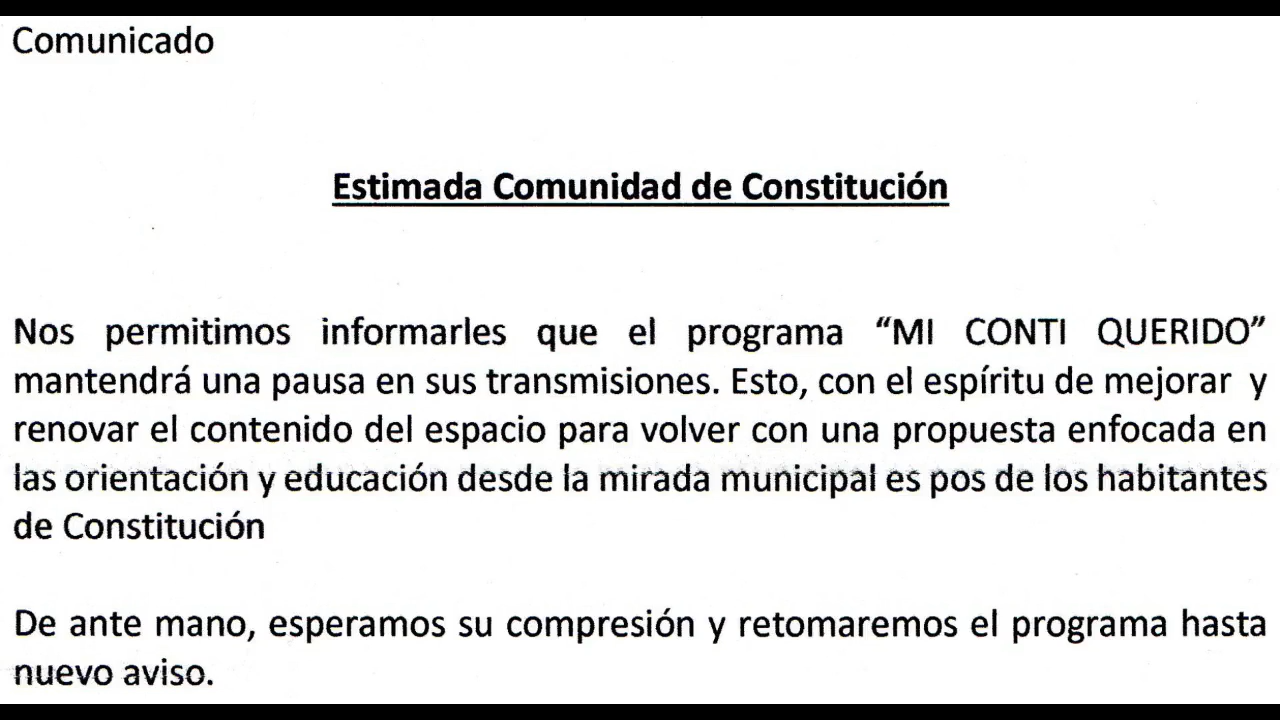 Comunicado
Estimada Comunidad de Constitución
Nos permitimos informarles que el programa “MI CONTI QUERIDO”
mantendrá una pausa en sus transmisiones. Esto, con el espíritu de mejorar y
renovar el contenido del espacio para volver con una propuesta enfocada en
las orientación y educación desde la mirada municipal es pos de los habitantes
de Constitución
De ante mano, esperamos su compresión y retomaremos el programa hasta
nuevo aviso.